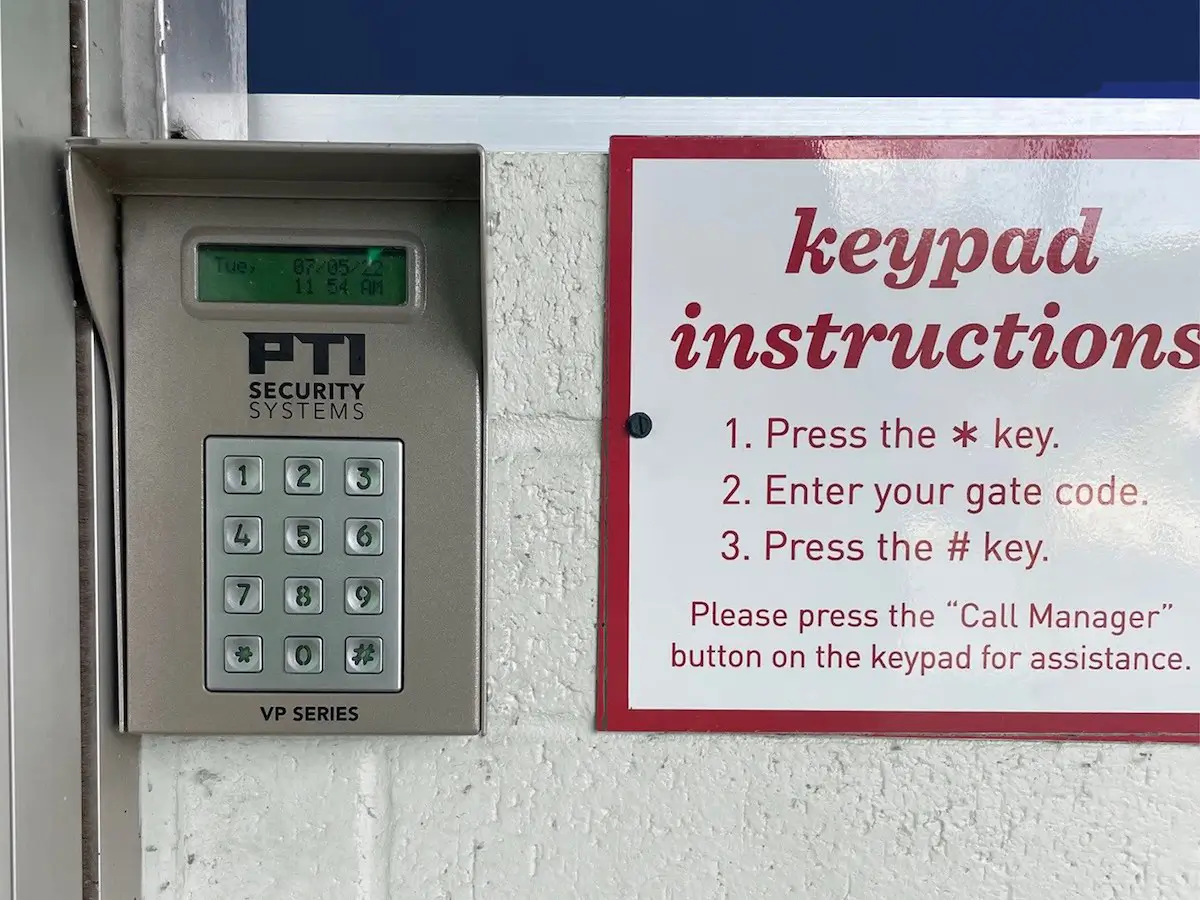 Tue, 07/05/22
11 54 AM
PTI
SECURITY
SYSTEMS
1 2 3
4 5 6
7 8 9
* 0 #
VP SERIES
keypad
instructions
1. Press the * key.
2. Enter your gate code.
3. Press the # key.
Please press the “Call Manager”
button on the keypad for assistance.